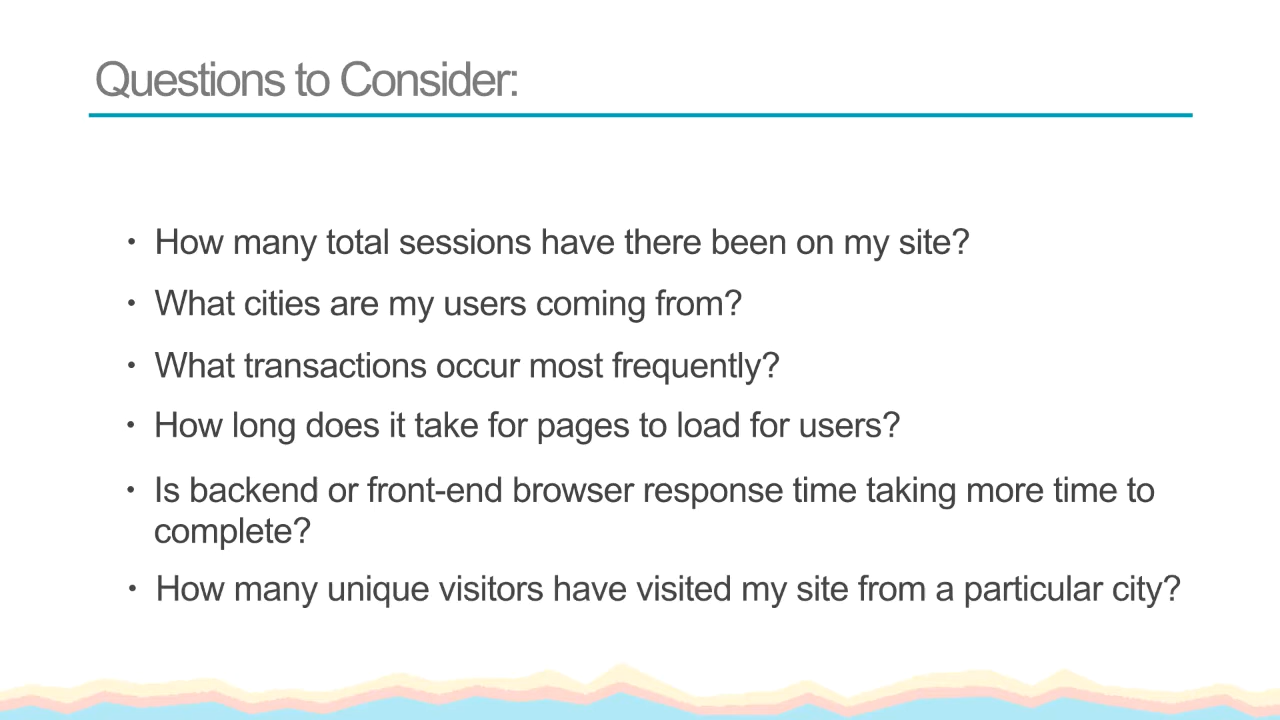 Questions to Consider:
• How many total sessions have there been on my site?
• What cities are my users coming from?
• What transactions occur most frequently?
• How long does it take for pages to load for users?
• Is backend or front-end browser response time taking more time to
complete?
• How many unique visitors have visited my site from a particular city?